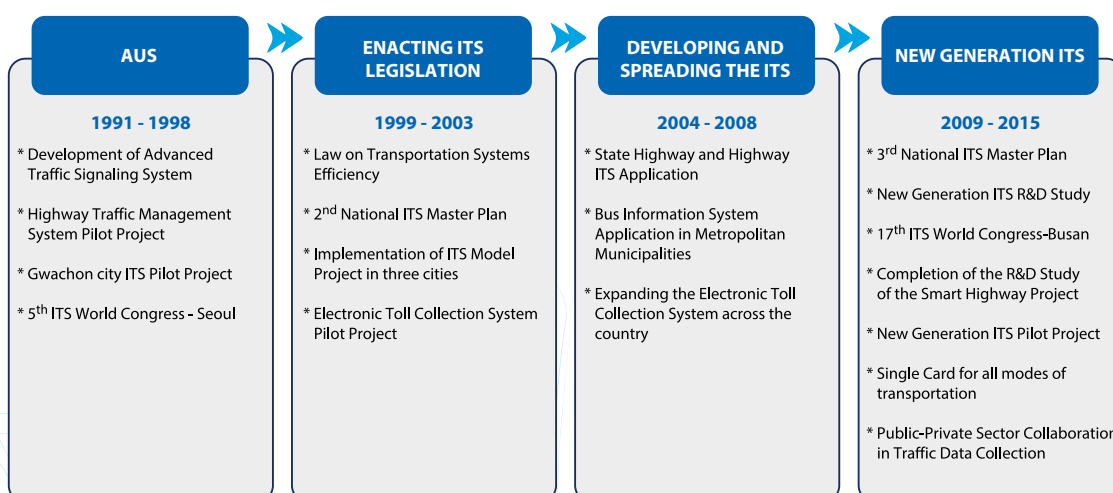 AUS
1991 - 1998
* Development of Advanced
Traffic Signaling System
* Highway Traffic Management
System Pilot Project
* Gwachon city ITS Pilot Project
* 5th ITS World Congress - Seoul
ENACTING ITS
LEGISLATION
1999 - 2003
* Law on Transportation Systems
Efficiency
* 2nd National ITS Master Plan
* Implementation of ITS Model
Project in three cities
* Electronic Toll Collection System
Pilot Project
DEVELOPING AND
SPREADING THE ITS
2004 - 2008
* State Highway and Highway
ITS Application
* Bus Information System
Application in Metropolitan
Municipalities
* Expanding the Electronic Toll
Collection System across the
country
NEW GENERATION ITS
2009 - 2015
* 3rd National ITS Master Plan
* New Generation ITS R&D Study
* 17th ITS World Congress-Busan
* Completion of the R&D Study
of the Smart Highway Project
* New Generation ITS Pilot Project
* Single Card for all modes of
transportation
* Public-Private Sector Collaboration
in Traffic Data Collection